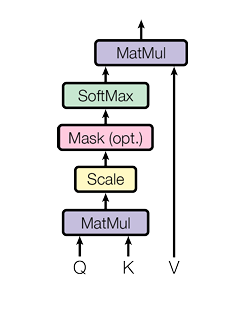 MatMul
SoftMax
Mask (opt.)
Scale
MatMul
Q K V